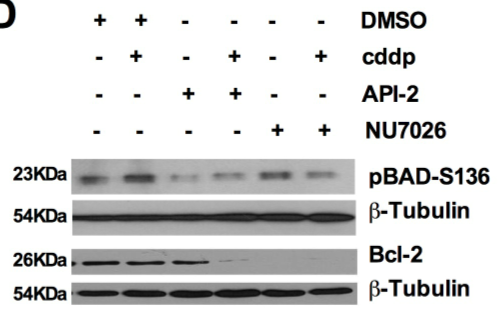 D
+ + - - - - DMSO
- + - + - + cddp
- - + + - - API-2
- - - - + + NU7026
23KDa pBAD-S136
54KDa β-Tubulin
26KDa Bcl-2
54KDa β-Tubulin